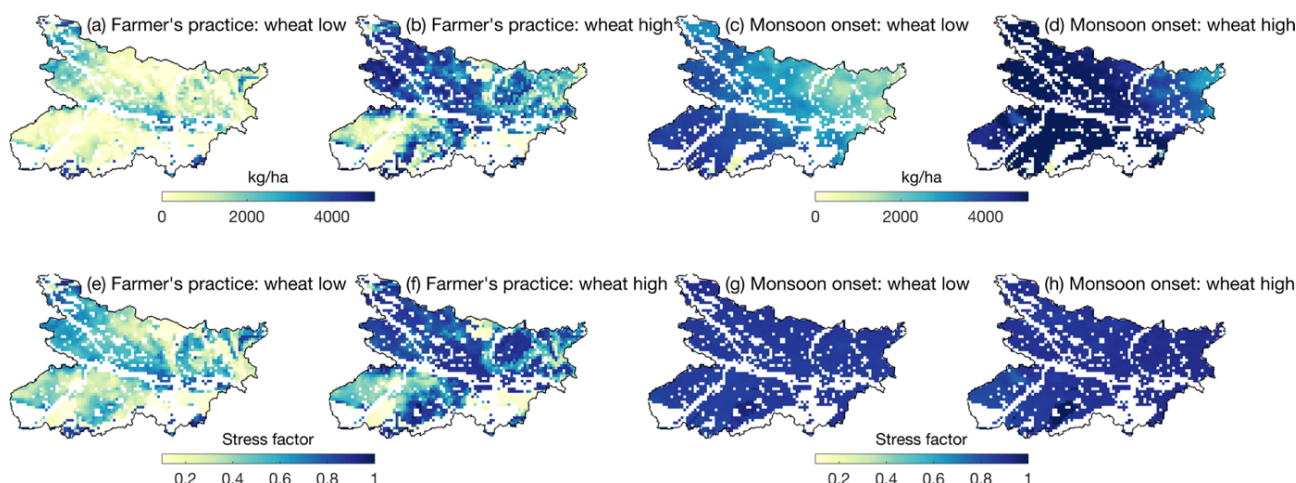 (a) Farmer's practice: wheat low
(b) Farmer's practice: wheat high
(c) Monsoon onset: wheat low
(d) Monsoon onset: wheat high
kg/ha
0 2000 4000
kg/ha
0 2000 4000
(e) Farmer's practice: wheat low
(f) Farmer's practice: wheat high
(g) Monsoon onset: wheat low
(h) Monsoon onset: wheat high
Stress factor
0.2 0.4 0.6 0.8 1
Stress factor
0.2 0.4 0.6 0.8 1